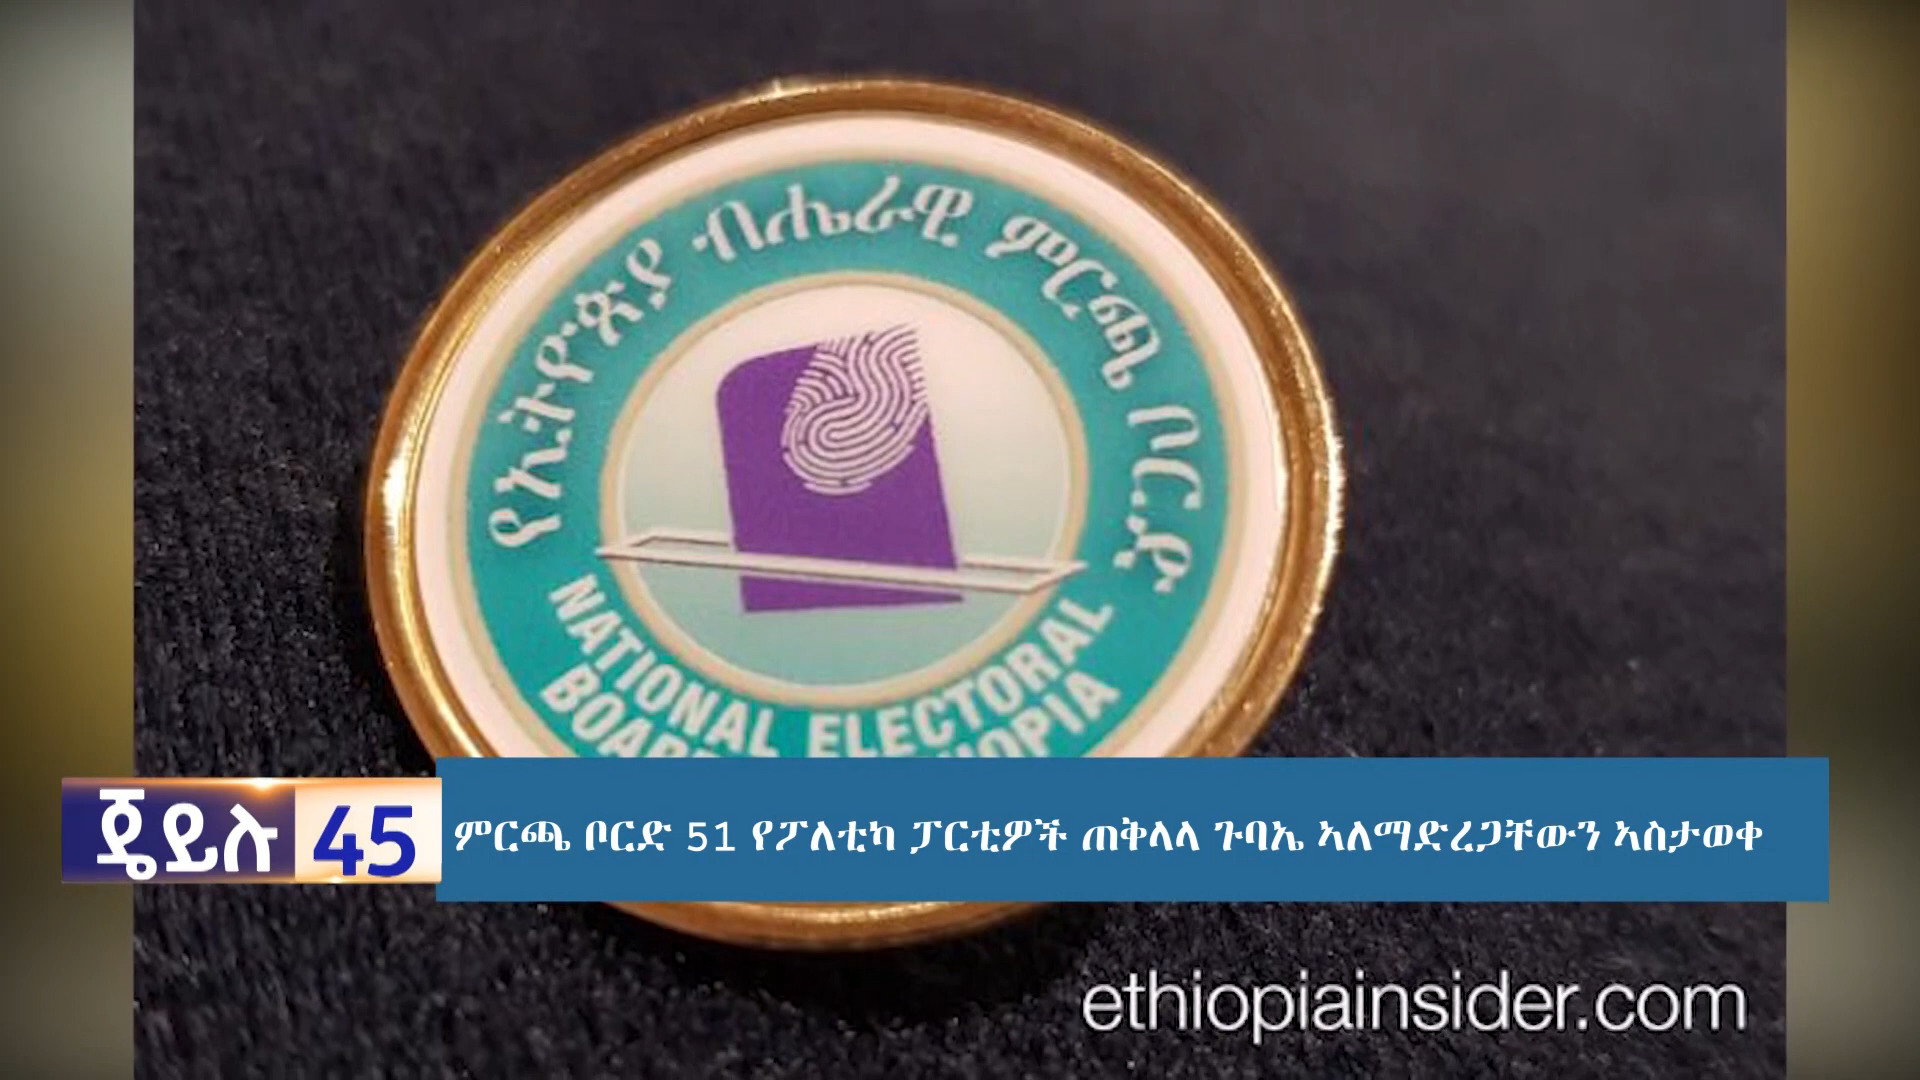 የኢትዮጵያ ብሔራዊ ምርጫ ቦርድ
NATIONAL ELECTORAL
ጄይሉ 45
ምርጫ ቦርድ 51 የፖለቲካ ፓርቲዎች ጠቅላላ ጉባኤ ኣለማድረጋቸውን ኣስታወቀ
ethiopiainsider.com